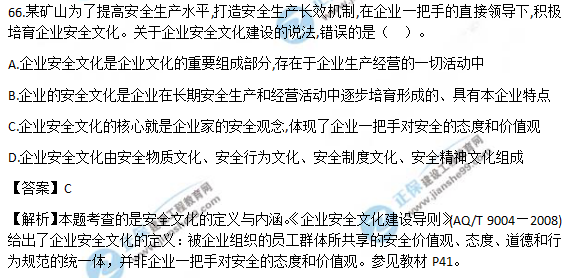 66.某矿山为了提高安全生产水平,打造安全生产长效机制,在企业一把手的直接领导下,积极
培育企业安全文化。关于企业安全文化建设的说法,错误的是（ ）。
A.企业安全文化是企业文化的重要组成部分,存在于企业生产经营的一切活动中
B.企业的安全文化是企业在长期安全生产和经营活动中逐步培育形成的、具有本企业特点
C.企业安全文化的核心就是企业家的安全观念,体现了企业一把手对安全的态度和价值观
D.企业安全文化由安全物质文化、安全行为文化、安全制度文化、安全精神文化组成
【答案】C
【解析】本题考查的是安全文化的定义与内涵。《企业安全文化建设导则》(AQ/T 9004—2008)
给出了企业安全文化的定义：被企业组织的员工群体所共享的安全价值观、态度、道德和行
为规范的统一体，并非企业一把手对安全的态度和价值观。参见教材 P41。
正保 建设工程教育网
www.jianshe99.com